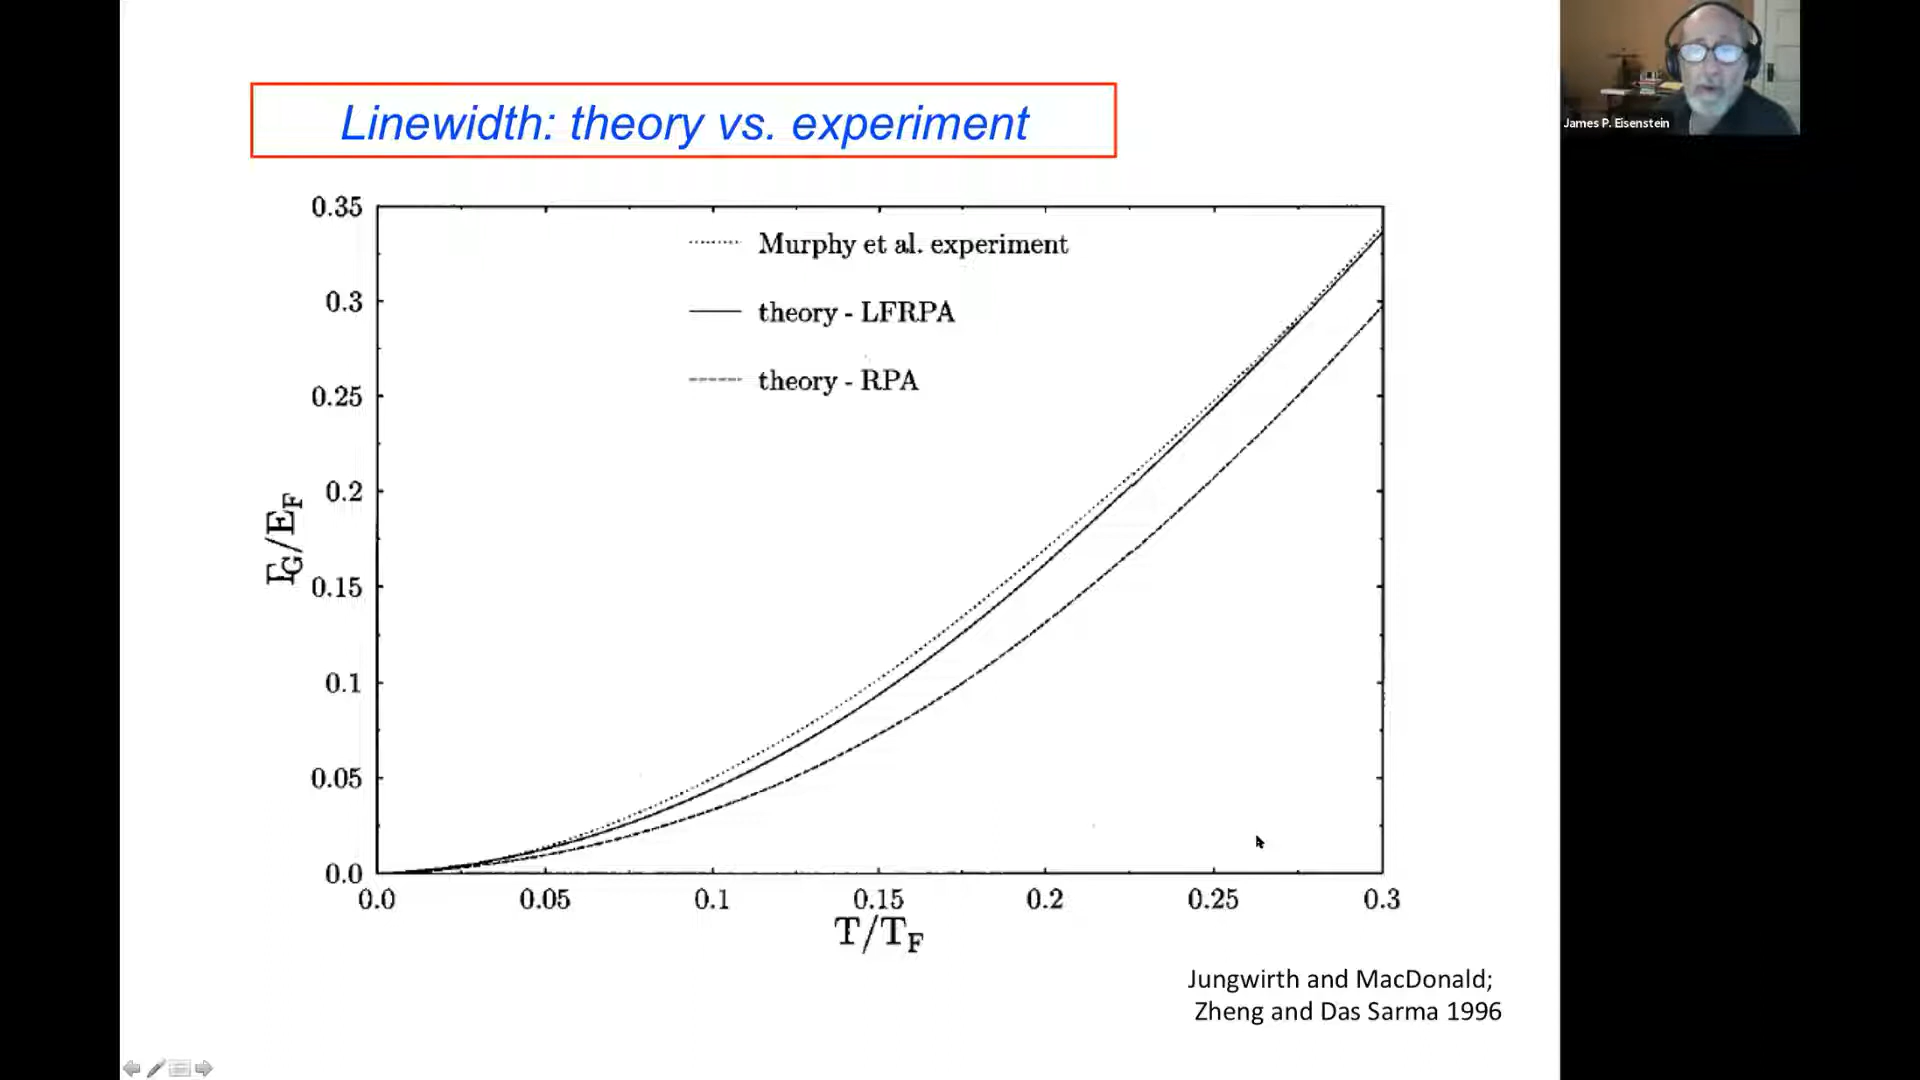 Linewidth: theory vs. experiment
James P. Eisenstein
0.35
0.3
0.25
0.2
0.15
0.1
0.05
0.0
Γ_G/E_F
Murphy et al. experiment
theory - LFRPA
theory - RPA
0.0 0.05 0.1 0.15 0.2 0.25 0.3
T/T_F
Jungwirth and MacDonald;
Zheng and Das Sarma 1996